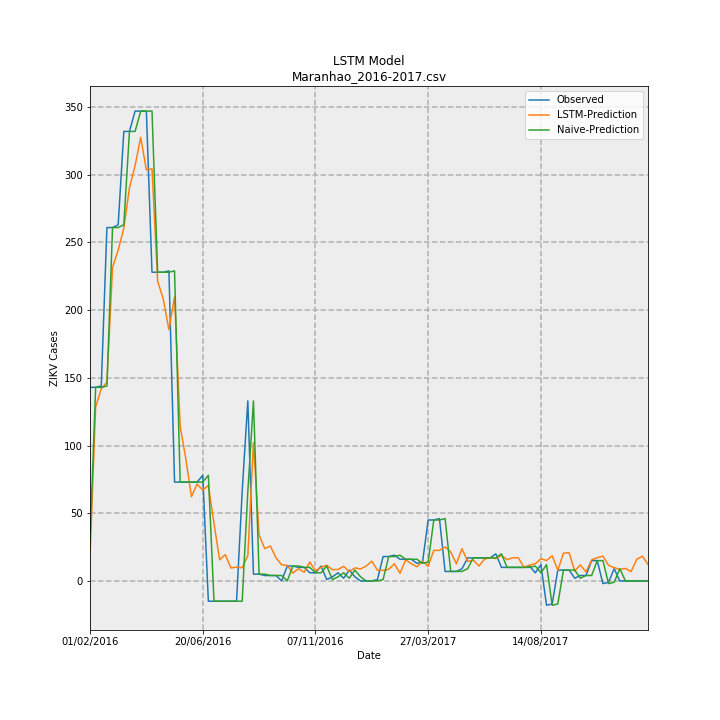 LSTM Model
Maranhao_2016-2017.csv
Observed
LSTM-Prediction
Naive-Prediction
350
300
250
200
150
100
50
0
ZIKV Cases
01/02/2016 20/06/2016 07/11/2016 27/03/2017 14/08/2017
Date